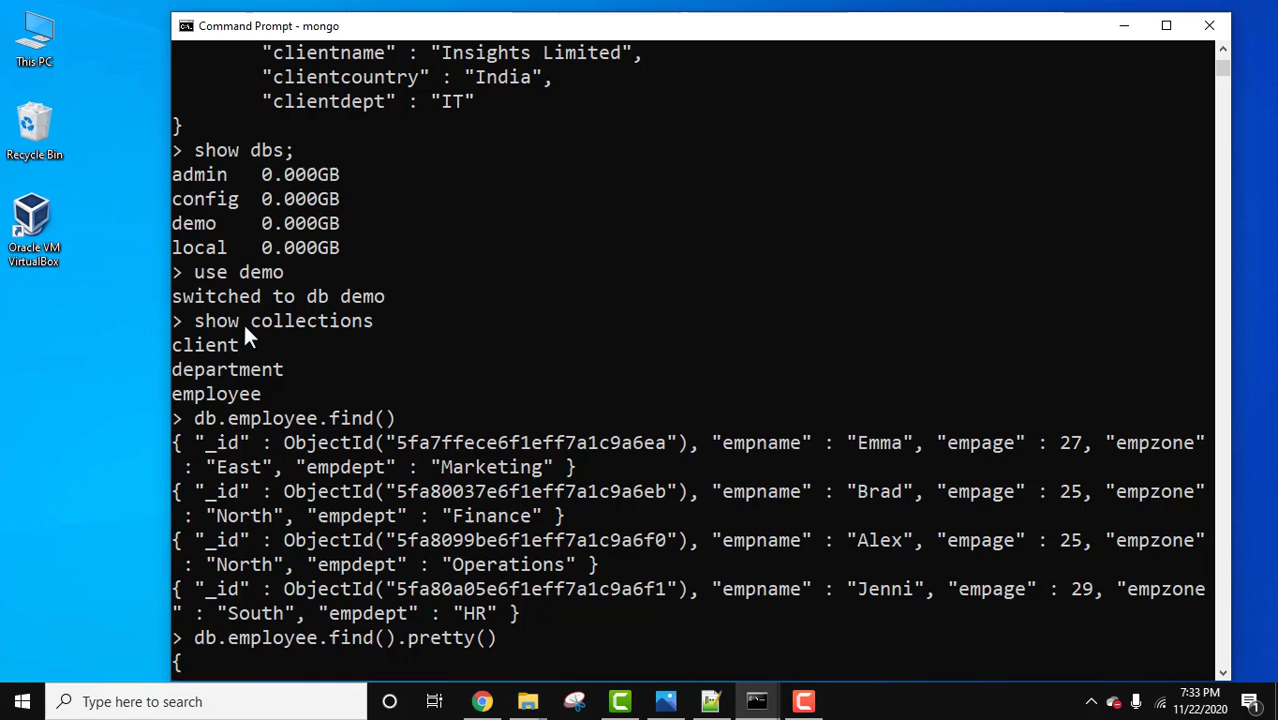 This PC
Recycle Bin
Oracle VM
VirtualBox
Command Prompt - mongo
"clientname" : "Insights Limited",
"clientcountry" : "India",
"clientdept" : "IT"
}
> show dbs;
admin 0.000GB
config 0.000GB
demo 0.000GB
local 0.000GB
> use demo
switched to db demo
> show collections
client
department
employee
> db.employee.find()
{ "_id" : ObjectId("5fa7ffece6f1eff7a1c9a6ea"), "empname" : "Emma", "empage" : 27, "empzone"
: "East", "empdept" : "Marketing" }
{ "_id" : ObjectId("5fa80037e6f1eff7a1c9a6eb"), "empname" : "Brad", "empage" : 25, "empzone"
: "North", "empdept" : "Finance" }
{ "_id" : ObjectId("5fa8099be6f1eff7a1c9a6f0"), "empname" : "Alex", "empage" : 25, "empzone"
: "North", "empdept" : "Operations" }
{ "_id" : ObjectId("5fa80a05e6f1eff7a1c9a6f1"), "empname" : "Jenni", "empage" : 29, "empzone
" : "South", "empdept" : "HR" }
> db.employee.find().pretty()
{
Type here to search
7:33 PM
11/22/2020